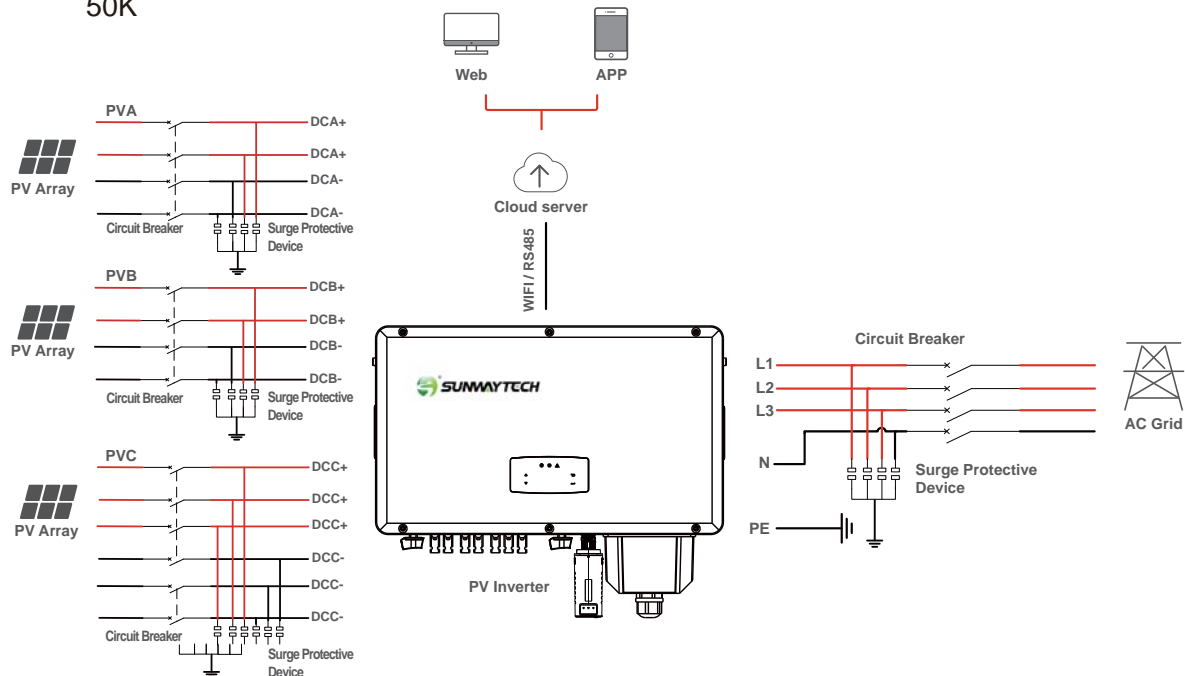 50K
Web
APP
Cloud server
WIFI / RS485
PVA
DCA+
DCA+
DCA-
DCA-
PV Array
Circuit Breaker
Surge Protective
Device
PVB
DCB+
DCB+
DCB-
DCB-
PV Array
Circuit Breaker
Surge Protective
Device
PVC
DCC+
DCC+
DCC+
DCC-
DCC-
DCC-
PV Array
Circuit Breaker
Surge Protective
Device
SUNWAYTECH
PV Inverter
Circuit Breaker
L1
L2
L3
N
PE
Surge Protective
Device
AC Grid